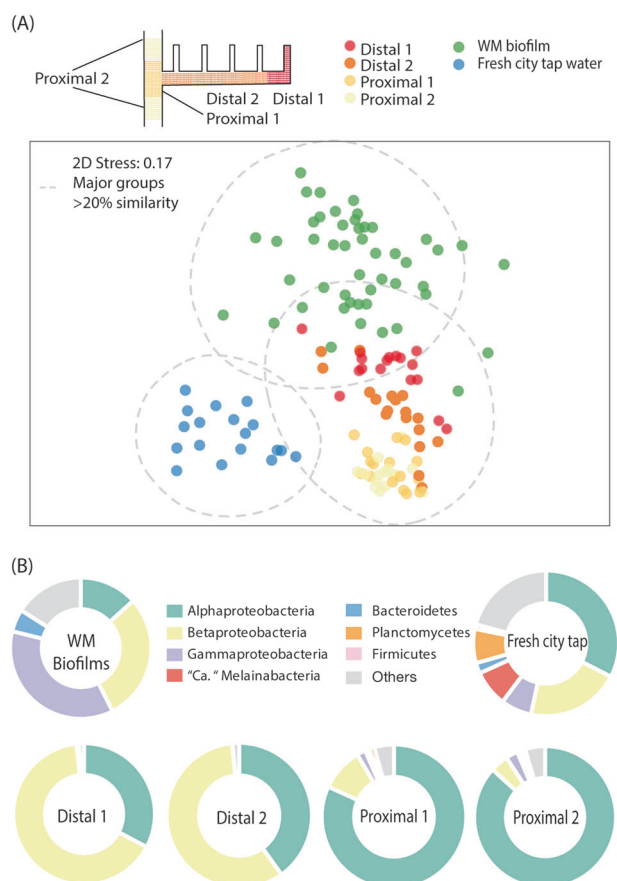 (A)
Proximal 2
Distal 2
Distal 1
Proximal 1
Distal 1
Distal 2
Proximal 1
Proximal 2
WM biofilm
Fresh city tap water
2D Stress: 0.17
Major groups
>20% similarity
(B)
WM
Biofilms
Alphaproteobacteria
Betaproteobacteria
Gammaproteobacteria
"Ca. " Melainabacteria
Bacteroidetes
Planctomycetes
Firmicutes
Others
Fresh city tap
Distal 1
Distal 2
Proximal 1
Proximal 2